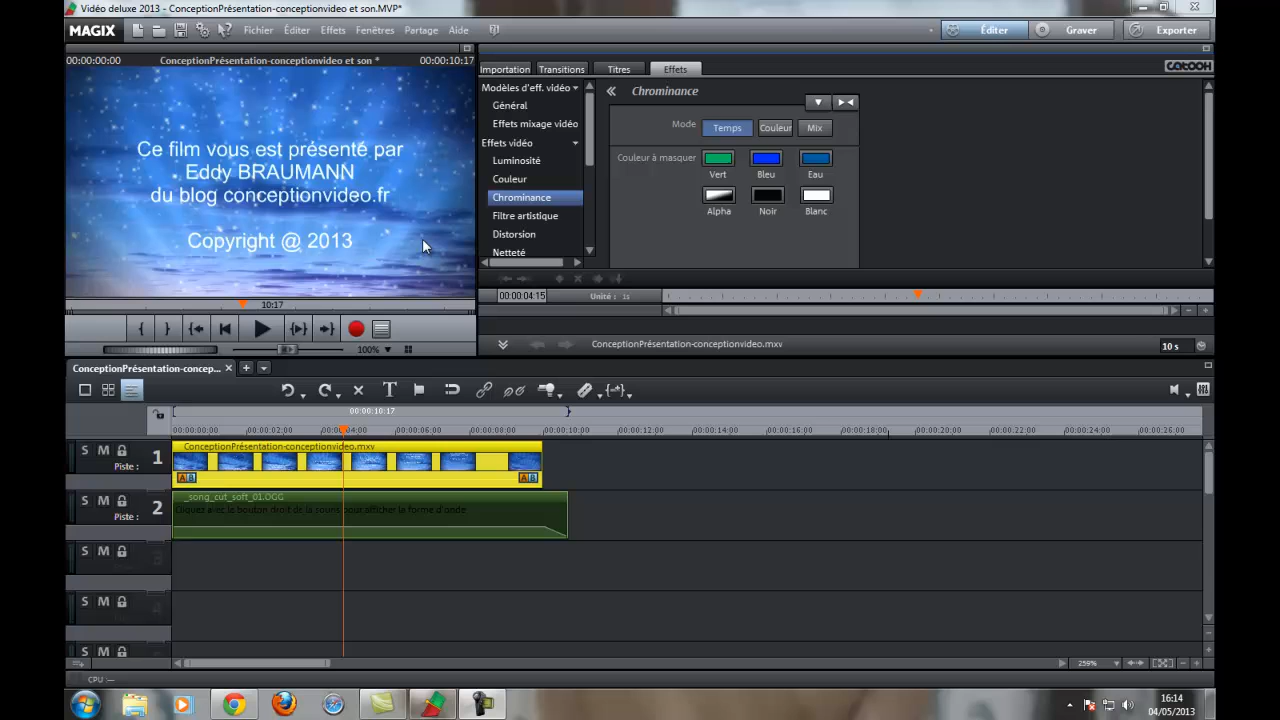 Vidéo deluxe 2013 - ConceptionPrésentation-conceptionvideo et son.MVP*
MAGIX
Fichier Éditer Effets Fenêtres Partage Aide
Éditer Graver Exporter
00:00:00:00 ConceptionPrésentation-conceptionvideo et son * 00:00:10:17
Ce film vous est présenté par
Eddy BRAUMANN
du blog conceptionvideo.fr
Copyright @ 2013
10:17
100%
Importation Transitions Titres Effets
catooh
Modèles d'eff. vidéo
Général
Effets mixage vidéo
Effets vidéo
Luminosité
Couleur
Chrominance
Filtre artistique
Distorsion
Netteté
Chrominance
Mode Temps Couleur Mix
Couleur à masquer
Vert Bleu Eau
Alpha Noir Blanc
00:00:04:15 Unité : 1s
ConceptionPrésentation-conceptionvideo.mxv 10 s
ConceptionPrésentation-concep...
00:00:10:17
00:00:00:00 00:00:02:00 00:00:04:00 00:00:06:00 00:00:08:00 00:00:10:00 00:00:12:00 00:00:14:00 00:00:16:00 00:00:18:00 00:00:20:00 00:00:22:00 00:00:24:00 00:00:26:00
S M Piste : 1
ConceptionPrésentation-conceptionvideo.mxv
AB AB
S M Piste : 2
_song_cut_soft_01.OGG
Cliquez avec le bouton droit de la souris pour afficher la forme d'onde
S M 3
S M 4
S M
259%
CPU: —
16:14
04/05/2013